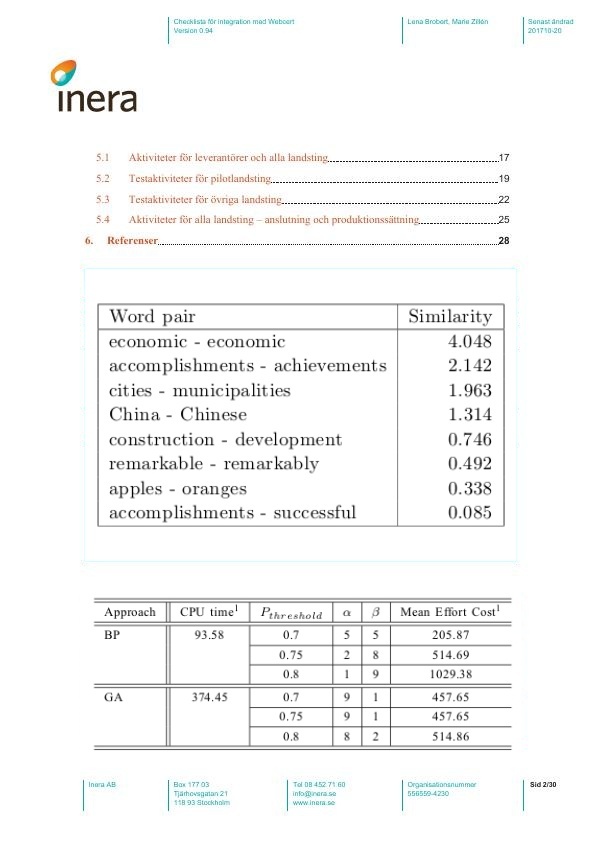 Checklista för integration med Webcert
Version 0.94
Lena Brobert, Marie Zillén
Senast ändrad
201710-20
inera
5.1 Aktiviteter för leverantörer och alla landsting 17
5.2 Testaktiviteter för pilotlandsting 19
5.3 Testaktiviteter för övriga landsting 22
5.4 Aktiviteter för alla landsting – anslutning och produktionssättning 25
6. Referenser 28
Word pair Similarity
economic - economic 4.048
accomplishments - achievements 2.142
cities - municipalities 1.963
China - Chinese 1.314
construction - development 0.746
remarkable - remarkably 0.492
apples - oranges 0.338
accomplishments - successful 0.085
Approach CPU time¹ P_threshold α β Mean Effort Cost¹
BP 93.58 0.7 5 5 205.87
0.75 2 8 514.69
0.8 1 9 1029.38
GA 374.45 0.7 9 1 457.65
0.75 9 1 457.65
0.8 8 2 514.86
Inera AB
Box 177 03
Tjärhovsgatan 21
118 93 Stockholm
Tel 08 452 71 60
info@inera.se
www.inera.se
Organisationsnummer
556559-4230
Sid 2/30